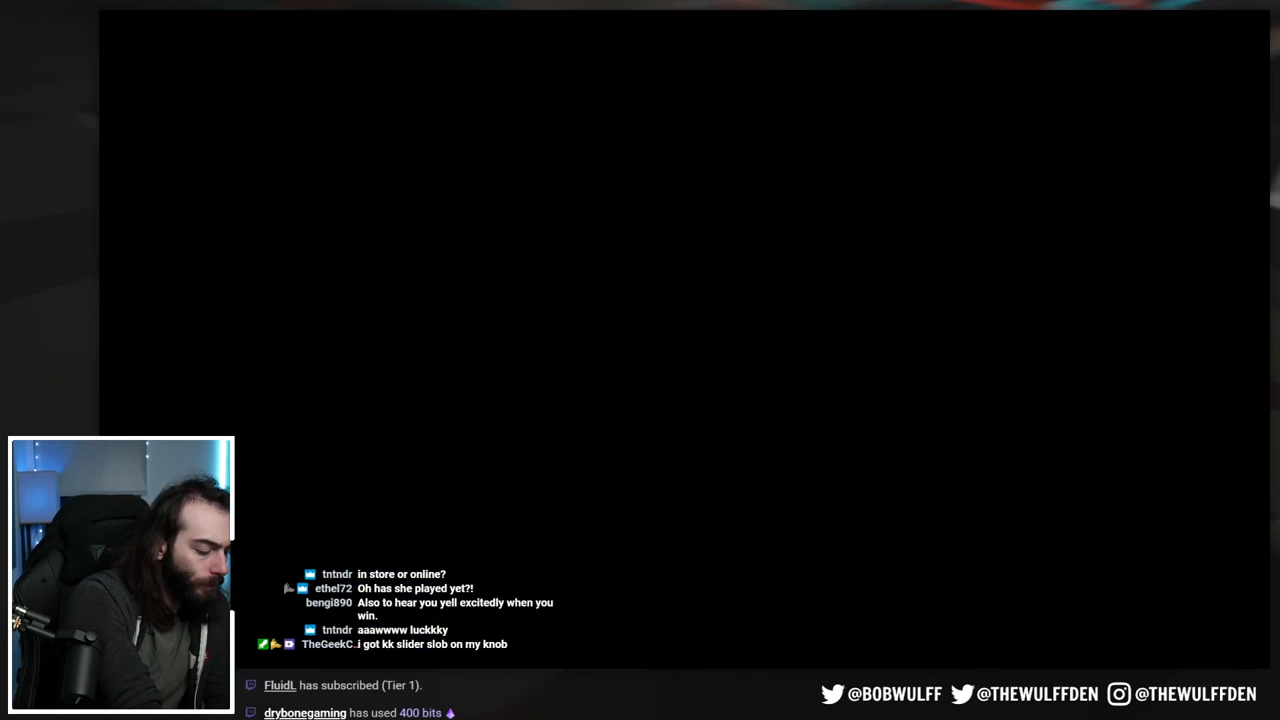 tntndr in store or online?
ethel72 Oh has she played yet?!
bengi890 Also to hear you yell excitedly when you
win.
tntndr aaawwww luckkky
TheGeekC.. i got kk slider slob on my knob
FluidL has subscribed (Tier 1).
drybonegaming has used 400 bits
@BOBWULFF @THEWULFFDEN @THEWULFFDEN